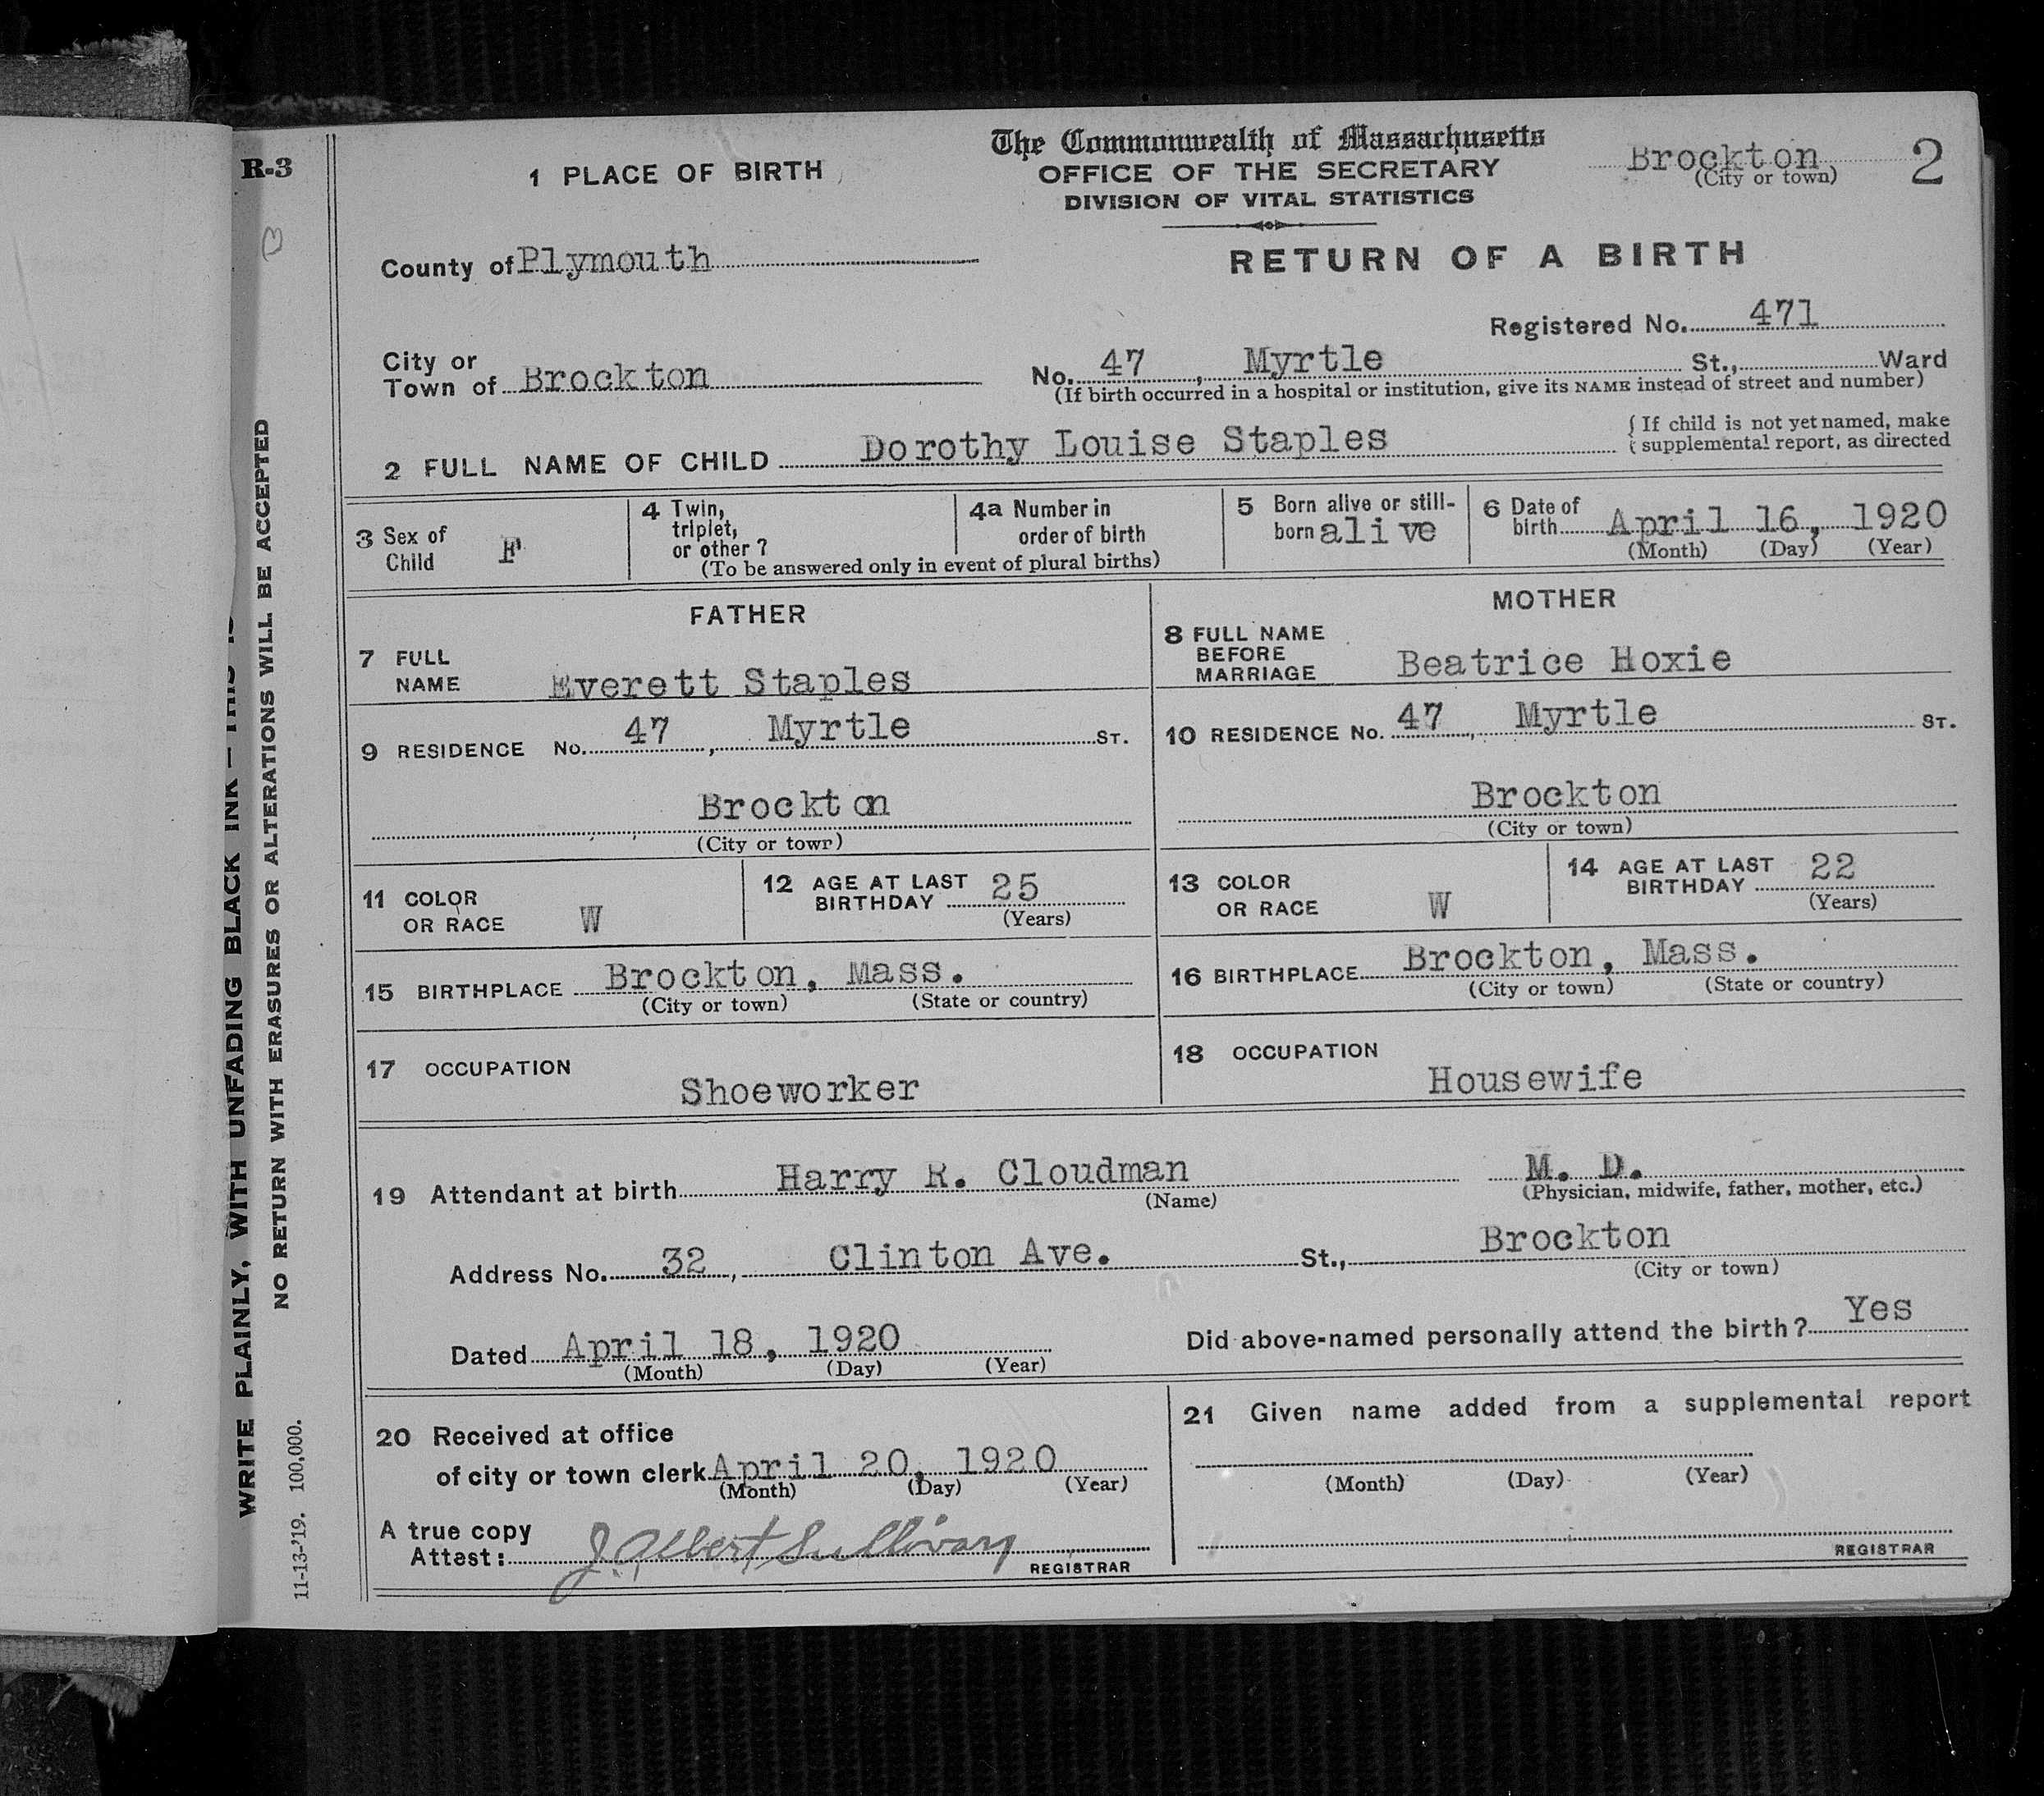 R-3
1 PLACE OF BIRTH
The Commonwealth of Massachusetts
OFFICE OF THE SECRETARY
DIVISION OF VITAL STATISTICS
Brockton 2
(City or town)
RETURN OF A BIRTH
County of Plymouth
Registered No. 471
City or
Town of Brockton
No. 47, Myrtle St., Ward
(If birth occurred in a hospital or institution, give its NAME instead of street and number)
2 FULL NAME OF CHILD Dorothy Louise Staples
{ If child is not yet named, make
supplemental report, as directed
3 Sex of
Child F
4 Twin,
triplet,
or other ?
4a Number in
order of birth
(To be answered only in event of plural births)
5 Born alive or still-
born alive
6 Date of
birth April 16, 1920
(Month) (Day) (Year)
FATHER
7 FULL
NAME Everett Staples
MOTHER
8 FULL NAME
BEFORE
MARRIAGE Beatrice Hoxie
9 RESIDENCE No. 47, Myrtle ST.
Brockton
(City or town)
10 RESIDENCE No. 47, Myrtle ST.
Brockton
(City or town)
11 COLOR
OR RACE W
12 AGE AT LAST
BIRTHDAY 25
(Years)
13 COLOR
OR RACE W
14 AGE AT LAST
BIRTHDAY 22
(Years)
15 BIRTHPLACE Brockton, Mass.
(City or town) (State or country)
16 BIRTHPLACE Brockton, Mass.
(City or town) (State or country)
17 OCCUPATION
Shoeworker
18 OCCUPATION
Housewife
19 Attendant at birth Harry R. Cloudman M. D.
(Name) (Physician, midwife, father, mother, etc.)
Address No. 32, Clinton Ave. St., Brockton
(City or town)
Dated April 18, 1920
(Month) (Day) (Year)
Did above-named personally attend the birth? Yes
20 Received at office
of city or town clerk April 20, 1920
(Month) (Day) (Year)
A true copy
Attest: J. Albert Sullivan
REGISTRAR
21 Given name added from a supplemental report
(Month) (Day) (Year)
REGISTRAR
WRITE PLAINLY, WITH UNFADING BLACK INK — THIS IS
NO RETURN WITH ERASURES OR ALTERATIONS WILL BE ACCEPTED
11-13-'19. 100,000.